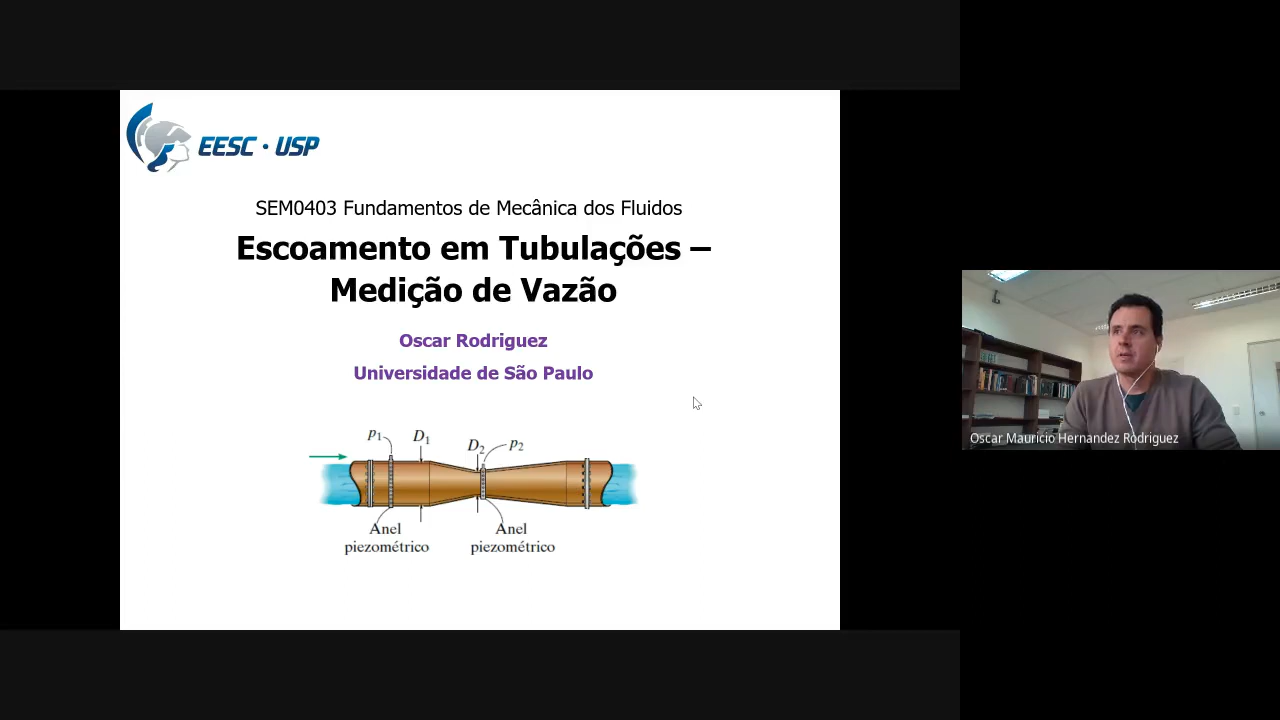 EESC • USP
SEM0403 Fundamentos de Mecânica dos Fluidos
Escoamento em Tubulações –
Medição de Vazão
Oscar Rodriguez
Universidade de São Paulo
p1
D1
D2
p2
Anel
piezométrico
Anel
piezométrico
Oscar Mauricio Hernandez Rodriguez